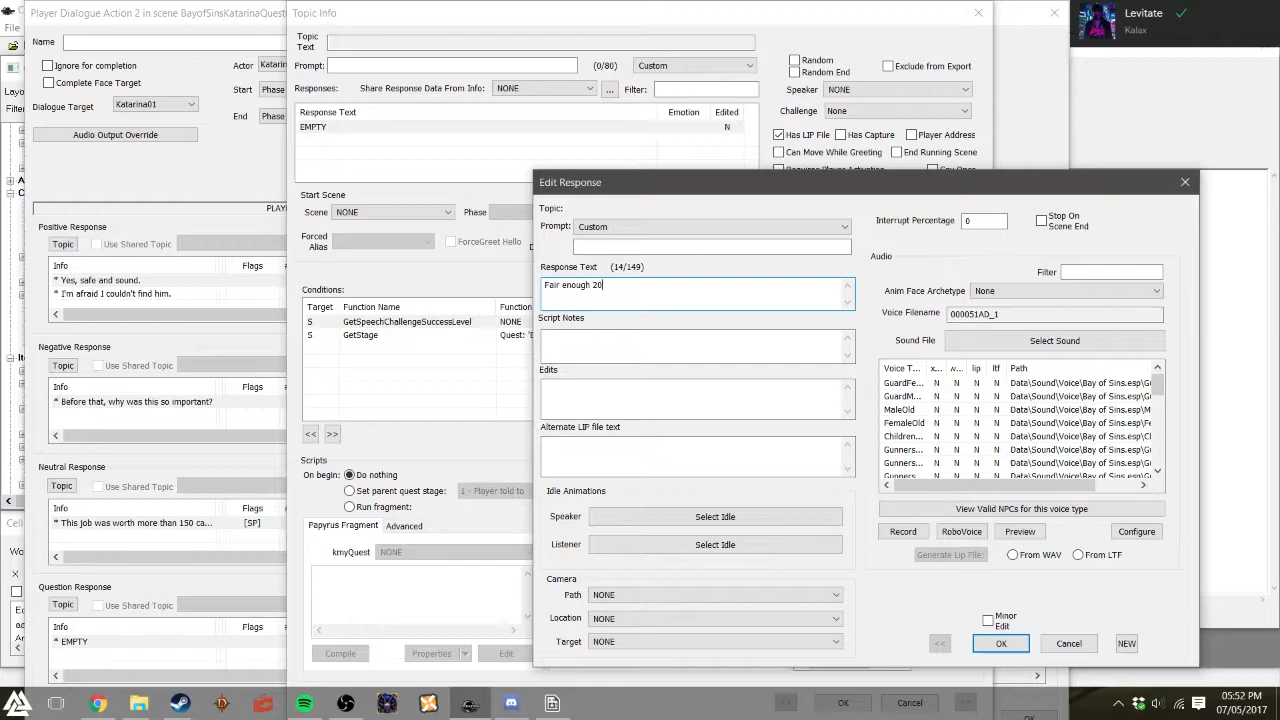 Player Dialogue Action 2 in scene BayofSinsKatarinaQuest
Topic Info
Levitate
Kalax
Name
Ignore for completion
Actor
Complete Face Target
Start
Phase
Dialogue Target
Katarina01
End
Phase
Audio Output Override
Topic Text
Prompt:
(0/80)
Custom
Responses:
Share Response Data From Info:
NONE
...
Filter:
Response Text
Emotion
Edited
EMPTY
N
Random
Random End
Exclude from Export
Speaker
NONE
Challenge
None
Has LIP File
Has Capture
Player Address
Can Move While Greeting
End Running Scene
Start Scene
Scene
NONE
Phase
Forced Alias
ForceGreet Hello
Conditions:
Target
Function Name
S
GetSpeechChallengeSuccessLevel
NONE
S
GetStage
<<
>>
Scripts
On begin:
Do nothing
Set parent quest stage:
1 - Player told to
Run fragment:
Papyrus Fragment
Advanced
kmyQuest
NONE
Compile
Properties
Edit
Positive Response
Topic
Use Shared Topic
Info
Flags
* Yes, safe and sound.
* I'm afraid I couldn't find him.
Negative Response
Topic
Use Shared Topic
Info
Flags
* Before that, why was this so important?
Neutral Response
Topic
Use Shared Topic
Info
Flags
* This job was worth more than 150 ca...
[SP]
Question Response
Topic
Use Shared Topic
Info
Flags
* EMPTY
Edit Response
Topic:
Prompt:
Custom
Response Text
(14/149)
Fair enough 20
Script Notes
Edits
Alternate LIP file text
Idle Animations
Speaker
Select Idle
Listener
Select Idle
Camera
Path
NONE
Location
NONE
Target
NONE
Interrupt Percentage
0
Stop On Scene End
Audio
Filter
Anim Face Archetype
None
Voice Filename
000051AD_1
Sound File
Select Sound
Voice T...
x...
w...
lip
ltf
Path
GuardFe... N N N N Data\Sound\Voice\Bay of Sins.esp\G
GuardM... N N N N Data\Sound\Voice\Bay of Sins.esp\G
MaleOld N N N N Data\Sound\Voice\Bay of Sins.esp\M
FemaleOld N N N N Data\Sound\Voice\Bay of Sins.esp\Fe
Children... N N N N Data\Sound\Voice\Bay of Sins.esp\Cl
Gunners... N N N N Data\Sound\Voice\Bay of Sins.esp\G
Gunners... N N N N Data\Sound\Voice\Bay of Sins.esp\G
View Valid NPCs for this voice type
Record
RoboVoice
Preview
Configure
Generate Lip File:
From WAV
From LTF
Minor Edit
<<
OK
Cancel
NEW
<<
OK
Cancel
>>
05:52 PM
07/05/2017